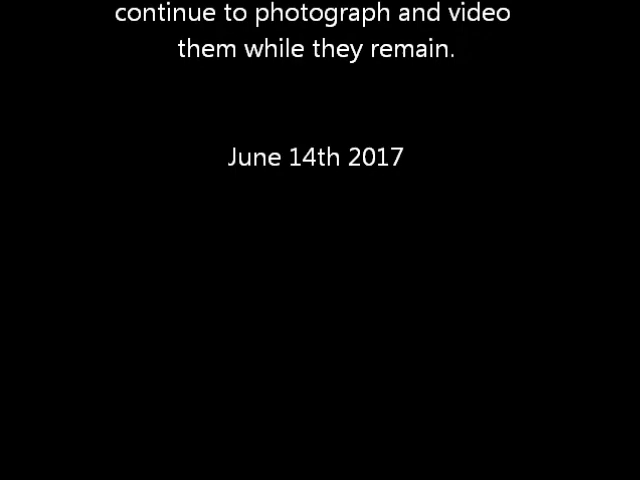 continue to photograph and video
them while they remain.
June 14th 2017